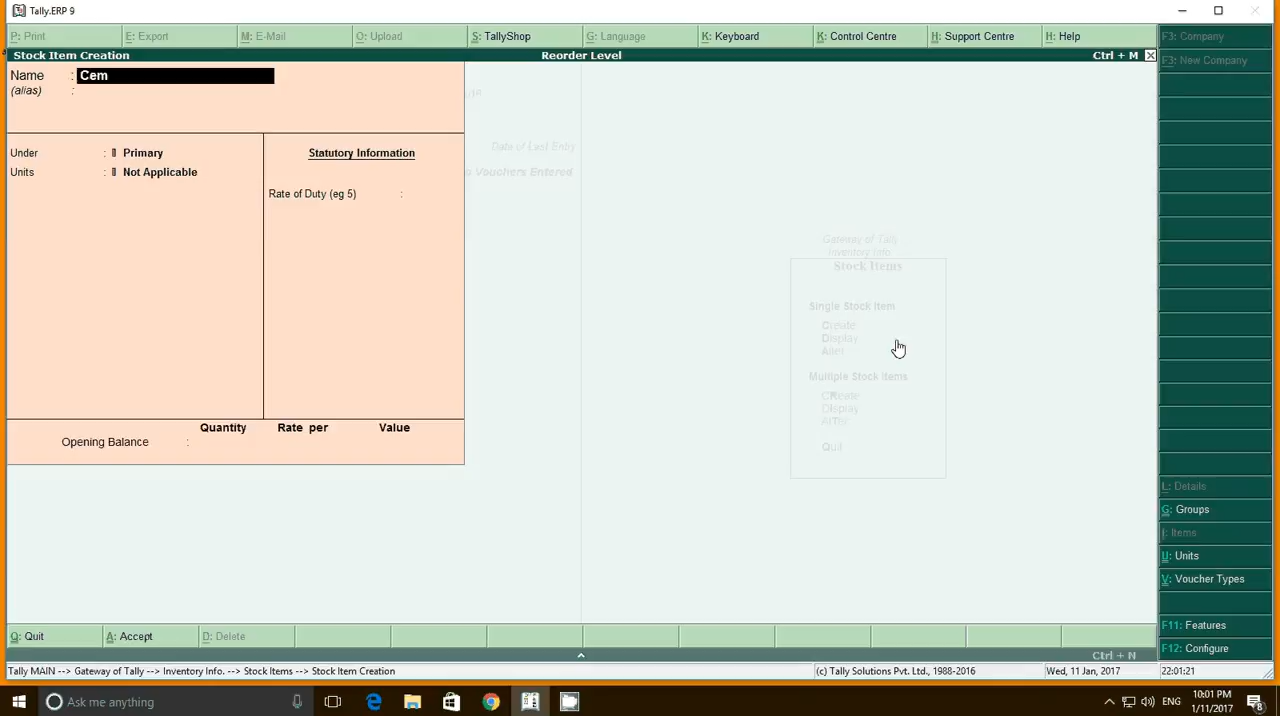 Tally.ERP 9
P: Print E: Export M: E-Mail O: Upload S: TallyShop G: Language K: Keyboard K: Control Centre H: Support Centre H: Help
F3: Company
Stock Item Creation Reorder Level Ctrl + M
F3: New Company
Name : Cem
(alias) :
Date of Last Entry
Under : Primary
Statutory Information
Units : Not Applicable
Vouchers Entered
Rate of Duty (eg 5) :
Gateway of Tally
Inventory Info.
Stock Items
Single Stock Item
Create
Display
Alter
Multiple Stock Items
CReate
Display
AlTer
Quit
Quantity Rate per Value
Opening Balance :
L: Details
G: Groups
I: Items
U: Units
V: Voucher Types
F11: Features
F12: Configure
Q: Quit A: Accept D: Delete
Ctrl + N
Tally MAIN --> Gateway of Tally --> Inventory Info. --> Stock Items --> Stock Item Creation (c) Tally Solutions Pvt. Ltd., 1988-2016 Wed, 11 Jan, 2017 22:01:21
Ask me anything
ENG
10:01 PM
1/11/2017